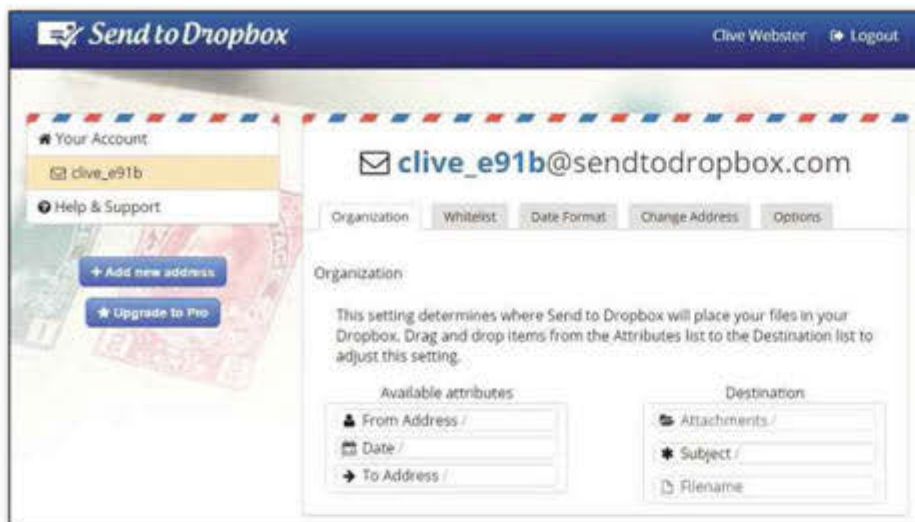 Send to Dropbox
Clive Webster Logout
Your Account
clive_e91b
Help & Support
+ Add new address
Upgrade to Pro
clive_e91b@sendtodropbox.com
Organization Whitelist Date Format Change Address Options
Organization
This setting determines where Send to Dropbox will place your files in your
Dropbox. Drag and drop items from the Attributes list to the Destination list to
adjust this setting.
Available attributes
From Address /
Date /
To Address /
Destination
Attachments /
Subject /
Filename